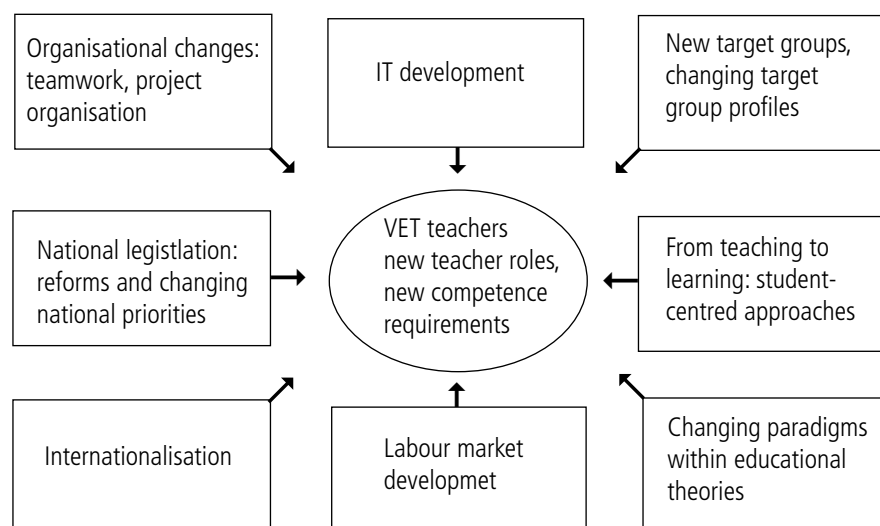 Organisational changes:
teamwork, project
organisation
IT development
New target groups,
changing target
group profiles
National legistlation:
reforms and changing
national priorities
VET teachers
new teacher roles,
new competence
requirements
From teaching to
learning: student-
centred approaches
Internationalisation
Labour market
developmet
Changing paradigms
within educational
theories